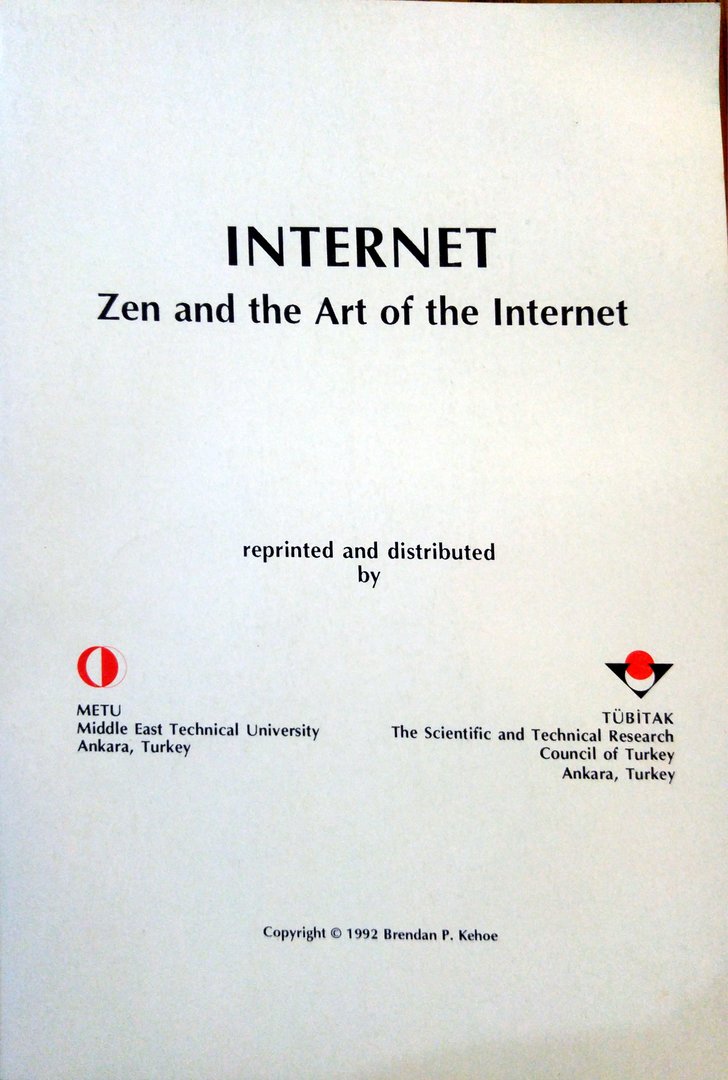 INTERNET
Zen and the Art of the Internet
reprinted and distributed
by
METU
Middle East Technical University
Ankara, Turkey
TÜBİTAK
The Scientific and Technical Research
Council of Turkey
Ankara, Turkey
Copyright © 1992 Brendan P. Kehoe